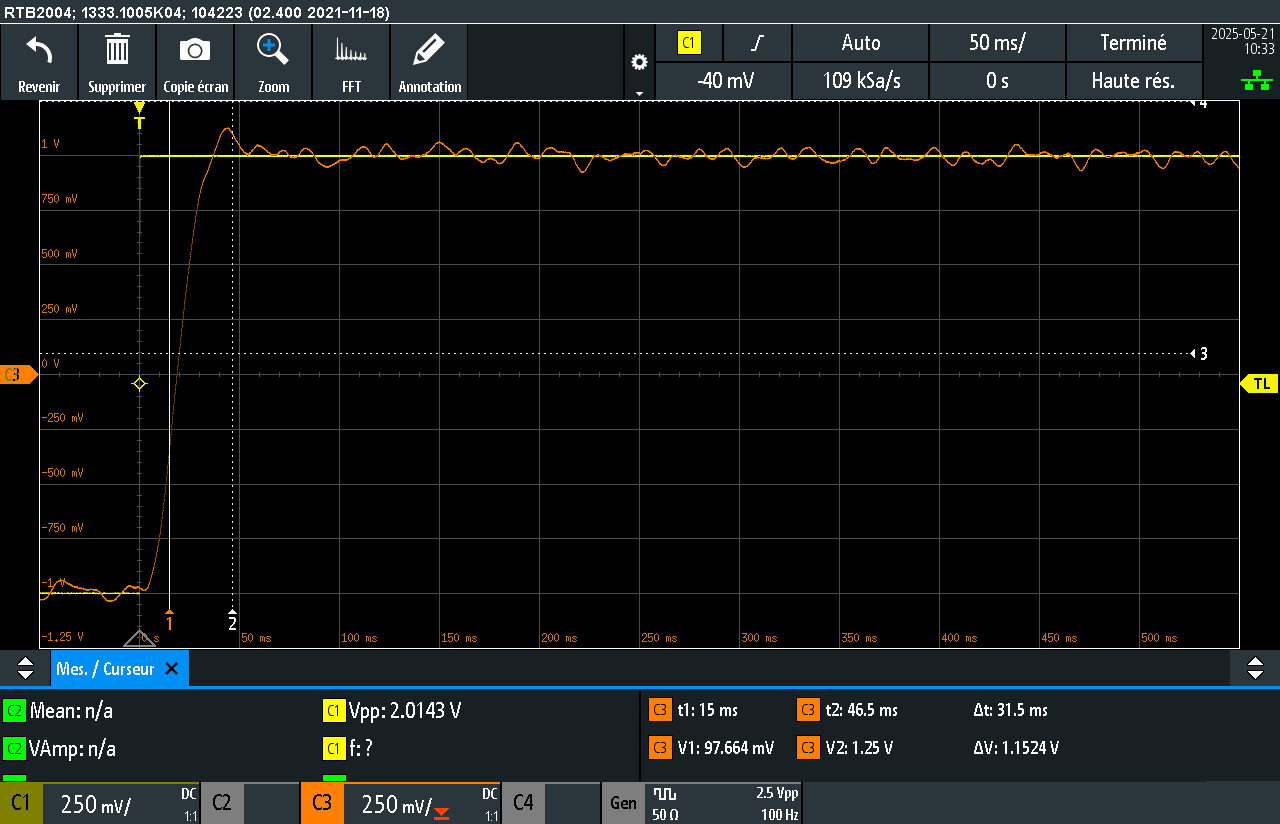 RTB2004; 1333.1005K04; 104223 (02.400 2021-11-18)
Revenir
Supprimer
Copie écran
Zoom
FFT
Annotation
C1
Auto
50 ms/
Terminé
-40 mV
109 kSa/s
0 s
Haute rés.
2025-05-21
10:33
T
4
1 V
750 mV
500 mV
250 mV
0 V
3
C3
TL
-250 mV
-500 mV
-750 mV
-1 V
1
2
-1.25 V
0 s
50 ms
100 ms
150 ms
200 ms
250 ms
300 ms
350 ms
400 ms
450 ms
500 ms
Mes. / Curseur
C2 Mean: n/a
C1 Vpp: 2.0143 V
C3 t1: 15 ms
C3 t2: 46.5 ms
Δt: 31.5 ms
C2 VAmp: n/a
C1 f: ?
C3 V1: 97.664 mV
C3 V2: 1.25 V
ΔV: 1.1524 V
C1
250 mV/
DC
1:1
C2
C3
250 mV/
DC
1:1
C4
Gen
2.5 Vpp
50 Ω
100 Hz